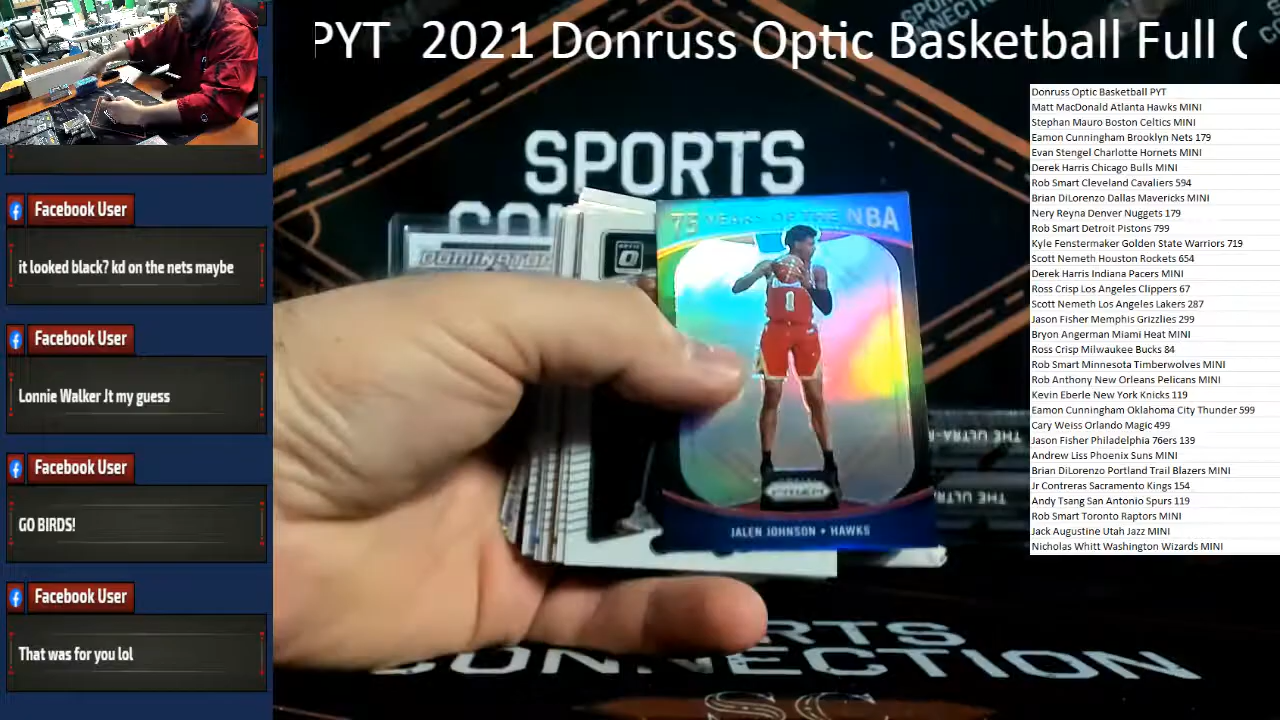 PYT 2021 Donruss Optic Basketball Full
Facebook User
it looked black? kd on the nets maybe
Facebook User
Lonnie Walker Jt my guess
Facebook User
GO BIRDS!
Facebook User
That was for you lol
SPORTS
CONNECTION
SPORTS
OPTIC
75 YEARS OF THE NBA
1
PRIZM
JALEN JOHNSON • HAWKS
THE ULTRA-
THE ULTRA
RTS
CONNECTION
SC
Donruss Optic Basketball PYT
Matt MacDonald Atlanta Hawks MINI
Stephan Mauro Boston Celtics MINI
Eamon Cunningham Brooklyn Nets 179
Evan Stengel Charlotte Hornets MINI
Derek Harris Chicago Bulls MINI
Rob Smart Cleveland Cavaliers 594
Brian DiLorenzo Dallas Mavericks MINI
Nery Reyna Denver Nuggets 179
Rob Smart Detroit Pistons 799
Kyle Fenstermaker Golden State Warriors 719
Scott Nemeth Houston Rockets 654
Derek Harris Indiana Pacers MINI
Ross Crisp Los Angeles Clippers 67
Scott Nemeth Los Angeles Lakers 287
Jason Fisher Memphis Grizzlies 299
Bryon Angerman Miami Heat MINI
Ross Crisp Milwaukee Bucks 84
Rob Smart Minnesota Timberwolves MINI
Rob Anthony New Orleans Pelicans MINI
Kevin Eberle New York Knicks 119
Eamon Cunningham Oklahoma City Thunder 599
Cary Weiss Orlando Magic 499
Jason Fisher Philadelphia 76ers 139
Andrew Liss Phoenix Suns MINI
Brian DiLorenzo Portland Trail Blazers MINI
Jr Contreras Sacramento Kings 154
Andy Tsang San Antonio Spurs 119
Rob Smart Toronto Raptors MINI
Jack Augustine Utah Jazz MINI
Nicholas Whitt Washington Wizards MINI